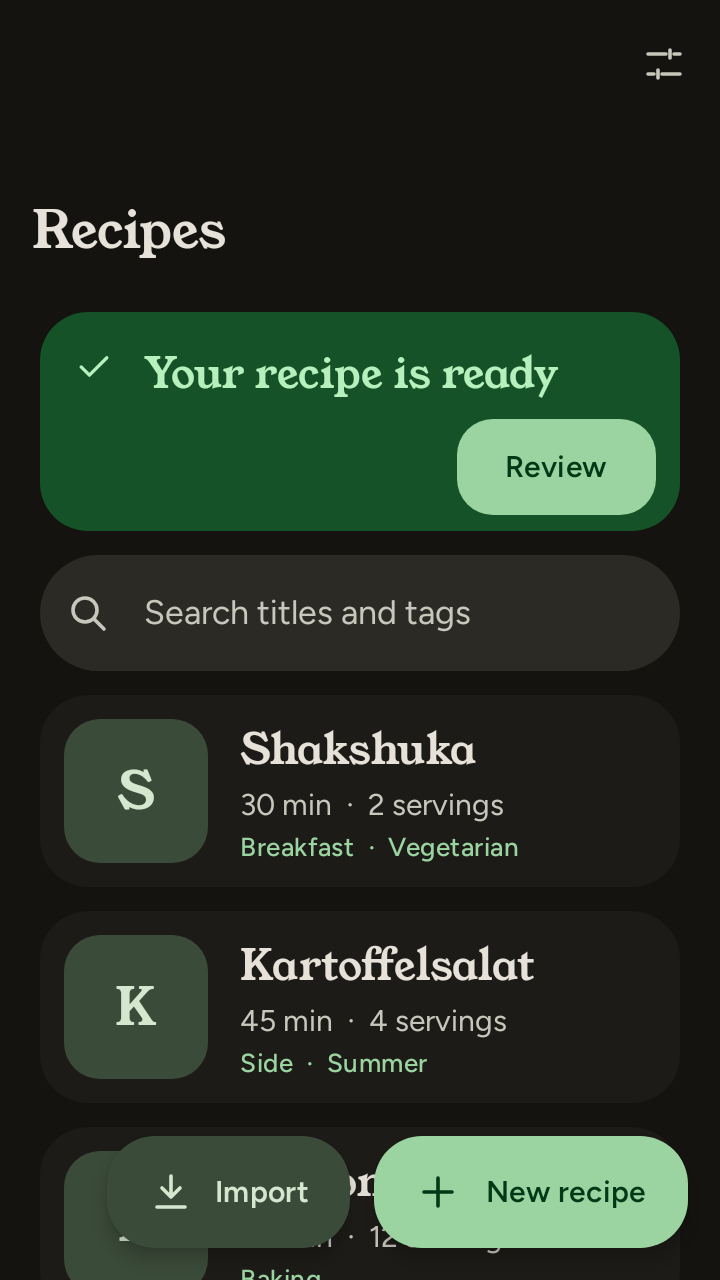 Recipes
Your recipe is ready
Review
Search titles and tags
S
Shakshuka
30 min · 2 servings
Breakfast · Vegetarian
K
Kartoffelsalat
45 min · 4 servings
Side · Summer
Import
New recipe
Baking